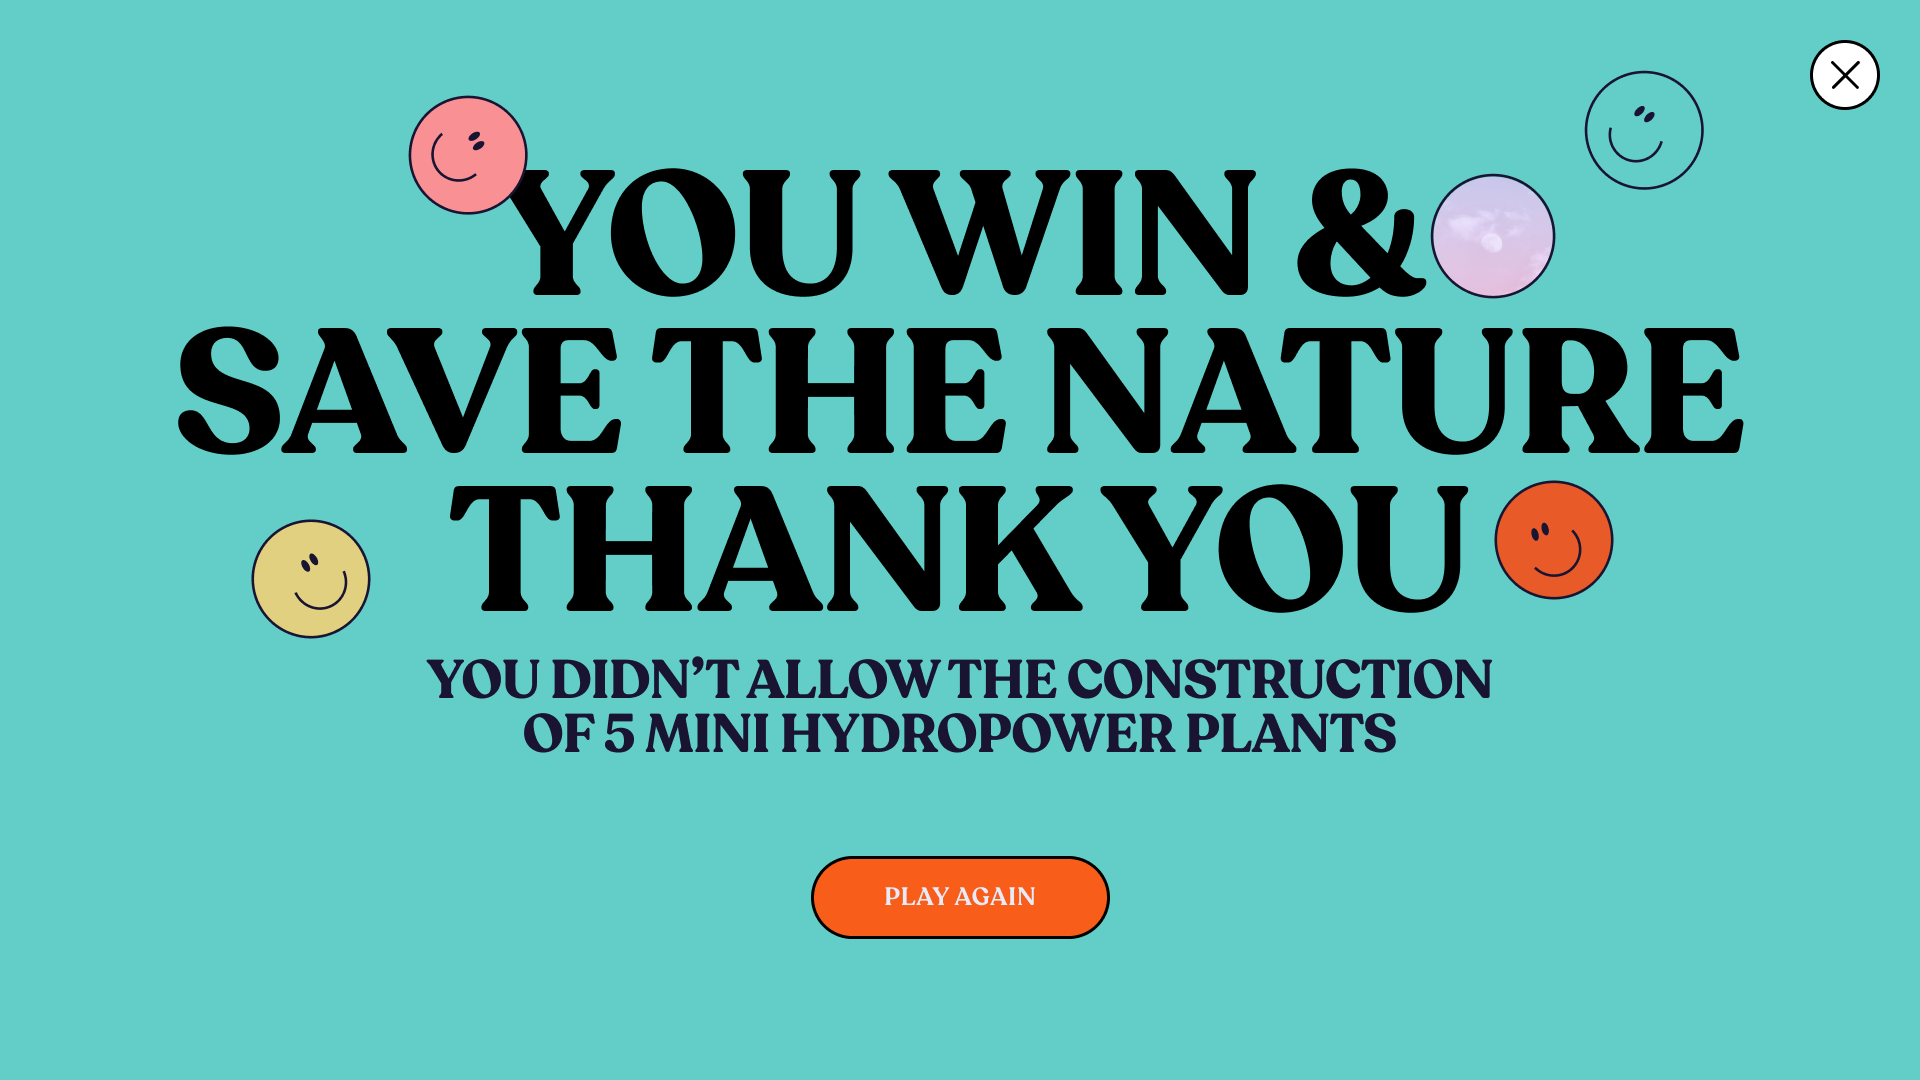 YOU WIN &
SAVE THE NATURE
THANK YOU
YOU DIDN’T ALLOW THE CONSTRUCTION
OF 5 MINI HYDROPOWER PLANTS
PLAY AGAIN